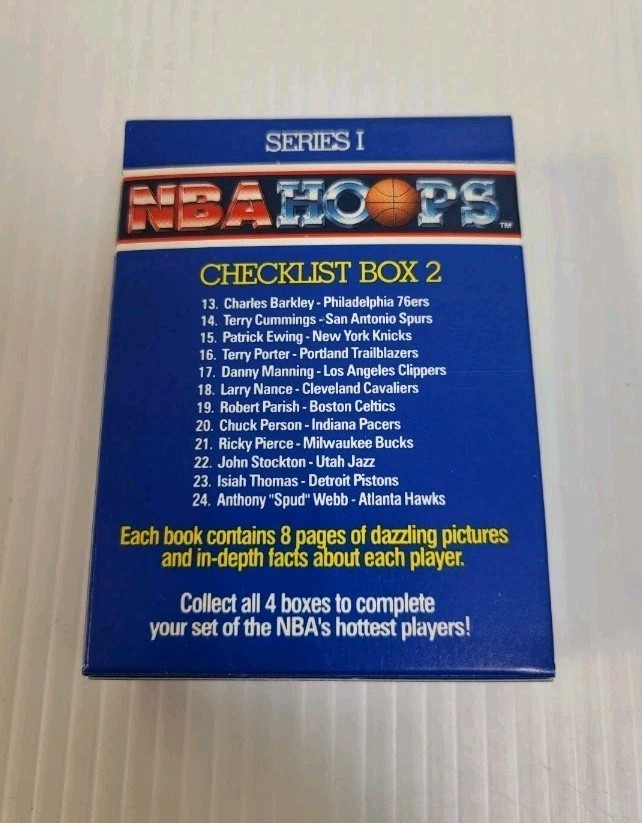 SERIES I
NBA HOOPS™
CHECKLIST BOX 2
13. Charles Barkley - Philadelphia 76ers
14. Terry Cummings - San Antonio Spurs
15. Patrick Ewing - New York Knicks
16. Terry Porter - Portland Trailblazers
17. Danny Manning - Los Angeles Clippers
18. Larry Nance - Cleveland Cavaliers
19. Robert Parish - Boston Celtics
20. Chuck Person - Indiana Pacers
21. Ricky Pierce - Milwaukee Bucks
22. John Stockton - Utah Jazz
23. Isiah Thomas - Detroit Pistons
24. Anthony "Spud" Webb - Atlanta Hawks
Each book contains 8 pages of dazzling pictures
and in-depth facts about each player.
Collect all 4 boxes to complete
your set of the NBA's hottest players!